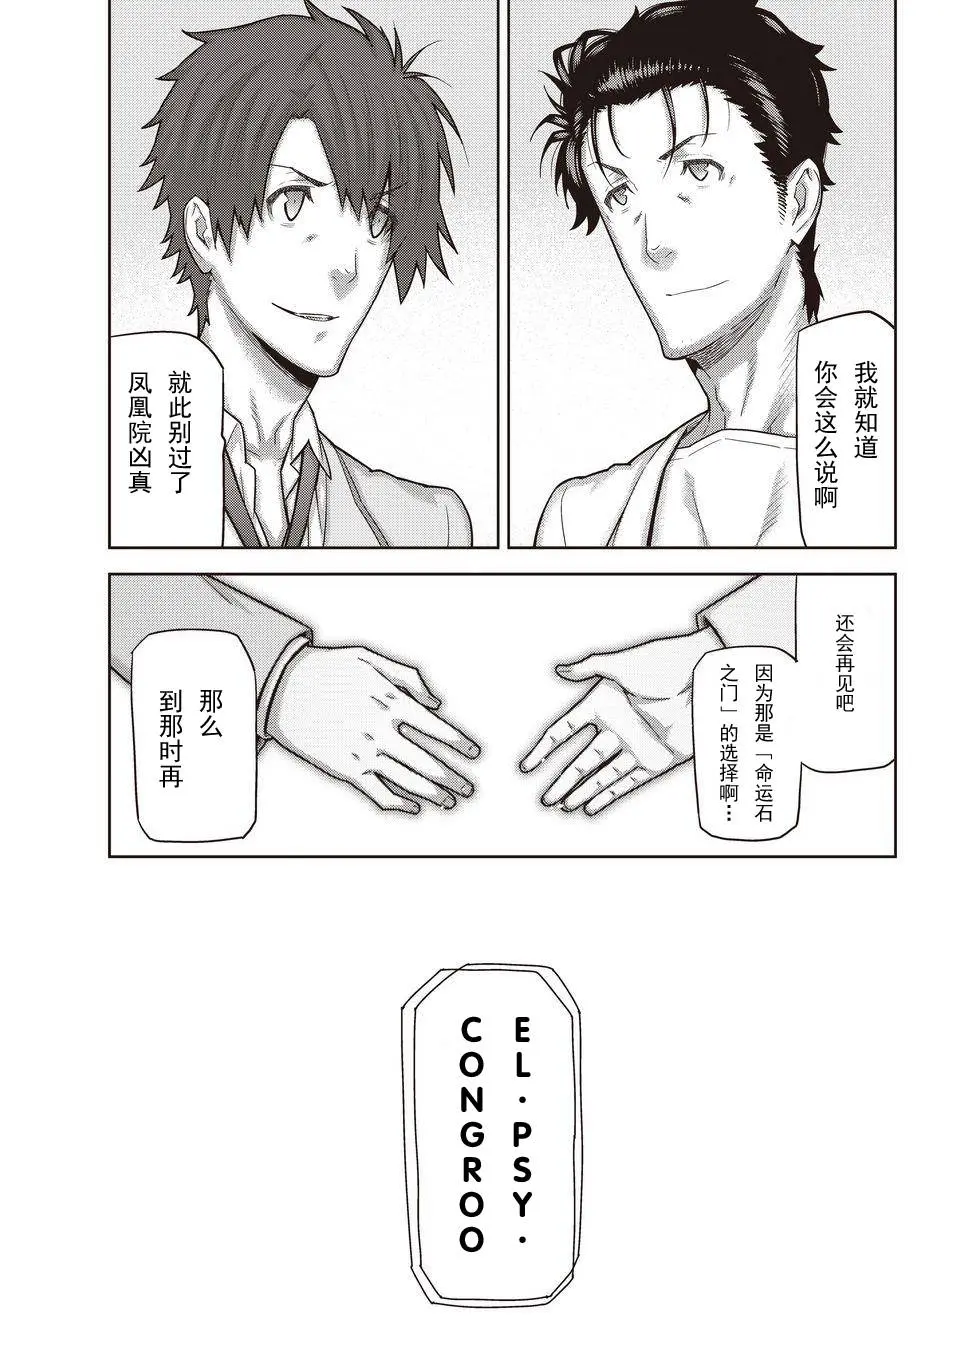 我就知道
你会这么说啊
就此别过了
凤凰院凶真
还会再见吧
因为那是「命运石
之门」的选择啊…
那么
到那时再
EL·PSY·
CONGROO